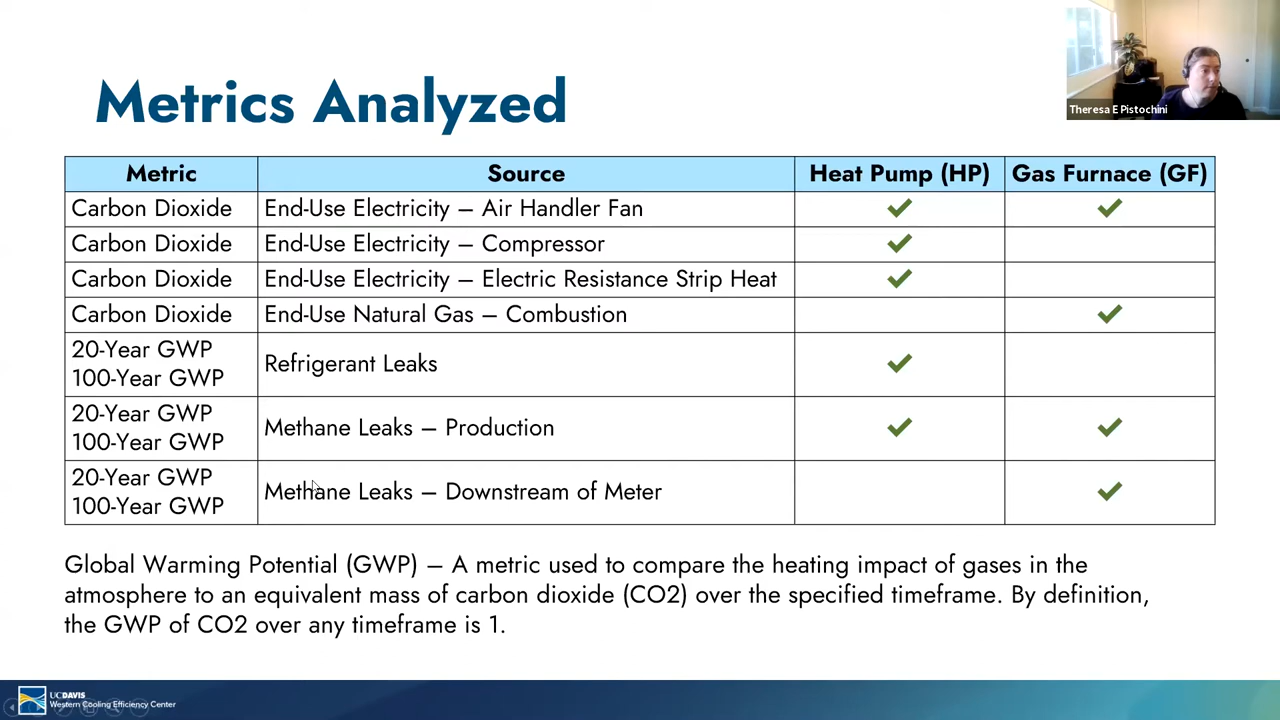 Metrics Analyzed
Theresa E Pistochini
Metric Source Heat Pump (HP) Gas Furnace (GF)
Carbon Dioxide End-Use Electricity – Air Handler Fan ✓ ✓
Carbon Dioxide End-Use Electricity – Compressor ✓
Carbon Dioxide End-Use Electricity – Electric Resistance Strip Heat ✓
Carbon Dioxide End-Use Natural Gas – Combustion ✓
20-Year GWP
100-Year GWP
Refrigerant Leaks ✓
20-Year GWP
100-Year GWP
Methane Leaks – Production ✓ ✓
20-Year GWP
100-Year GWP
Methane Leaks – Downstream of Meter ✓
Global Warming Potential (GWP) – A metric used to compare the heating impact of gases in the
atmosphere to an equivalent mass of carbon dioxide (CO2) over the specified timeframe. By definition,
the GWP of CO2 over any timeframe is 1.
UCDAVIS
Western Cooling Efficiency Center